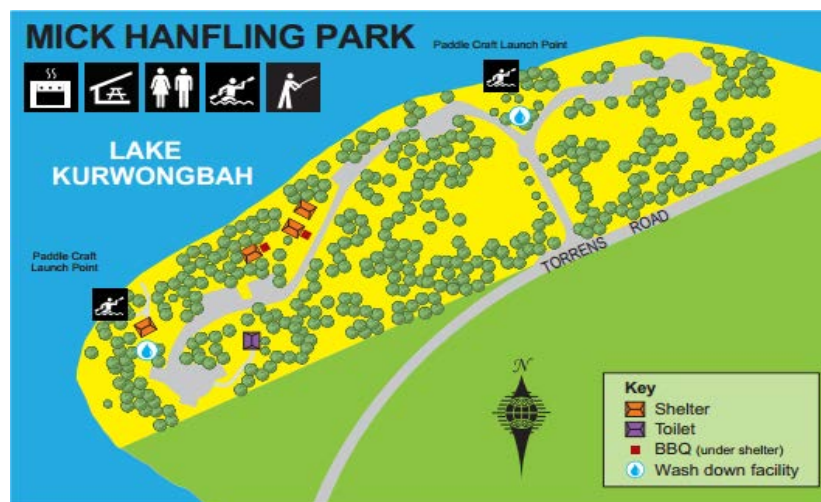 MICK HANFLING PARK
Paddle Craft Launch Point
LAKE
KURWONGBAH
Paddle Craft
Launch Point
TORRENS ROAD
N
Key
Shelter
Toilet
BBQ (under shelter)
Wash down facility